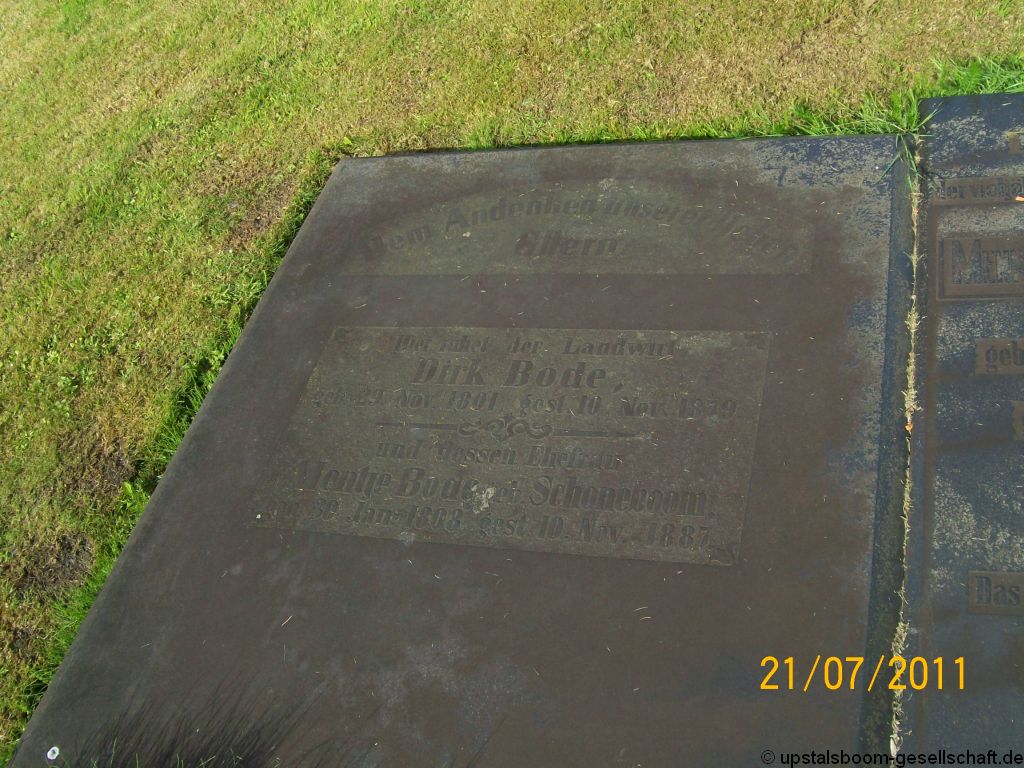 Dem Andenken unserer lieben
Altern.
Hier ruhet der Landwirt
Dirk Bode,
geb. 29. Nov. 1801, gest. 10. Nov. 1879
und dessen Ehefrau
Bode, geb. Schoneboom,
geb. 30. Jan. 1808, gest 10. Nov. 1887.
der
geb
Das
21/07/2011
© upstalsboom-gesellschaft.de